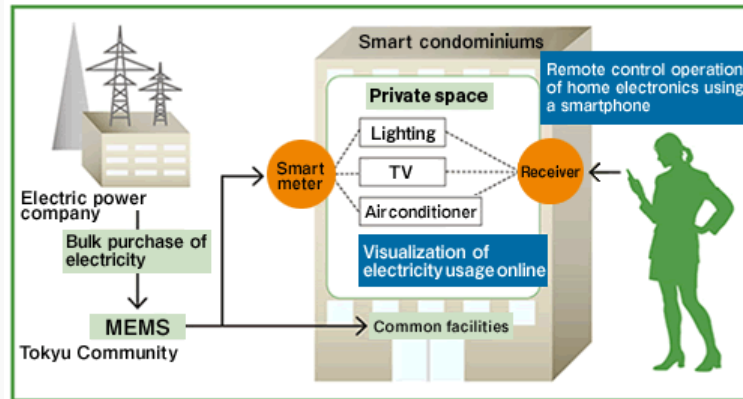 Smart condominiums
Remote control operation
of home electronics using
a smartphone
Private space
Lighting
TV
Air conditioner
Smart
meter
Receiver
Electric power
company
Bulk purchase of
electricity
Visualization of
electricity usage online
MEMS
Tokyu Community
Common facilities